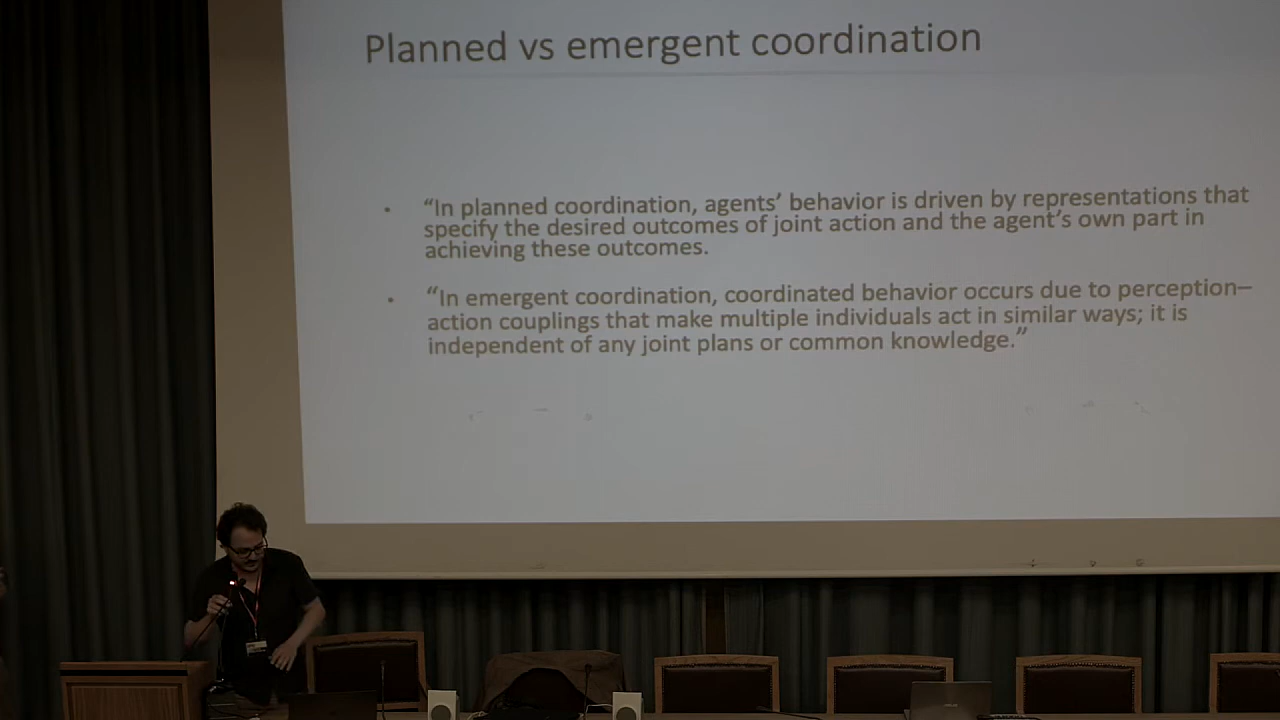 Planned vs emergent coordination
• “In planned coordination, agents’ behavior is driven by representations that
specify the desired outcomes of joint action and the agent’s own part in
achieving these outcomes.
• “In emergent coordination, coordinated behavior occurs due to perception–
action couplings that make multiple individuals act in similar ways; it is
independent of any joint plans or common knowledge.”